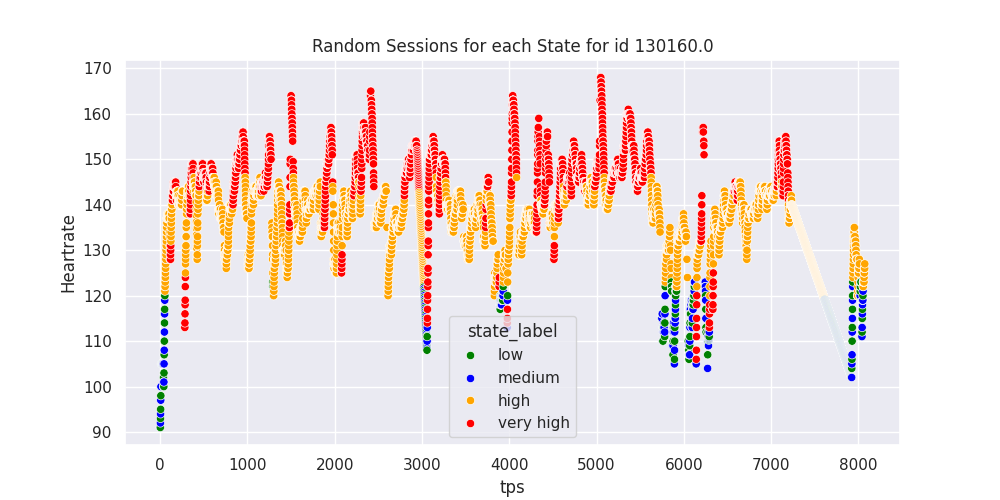 Random Sessions for each State for id 130160.0
170
160
150
140
130
120
110
100
90
Heartrate
state_label
low
medium
high
very high
0 1000 2000 3000 4000 5000 6000 7000 8000
tps